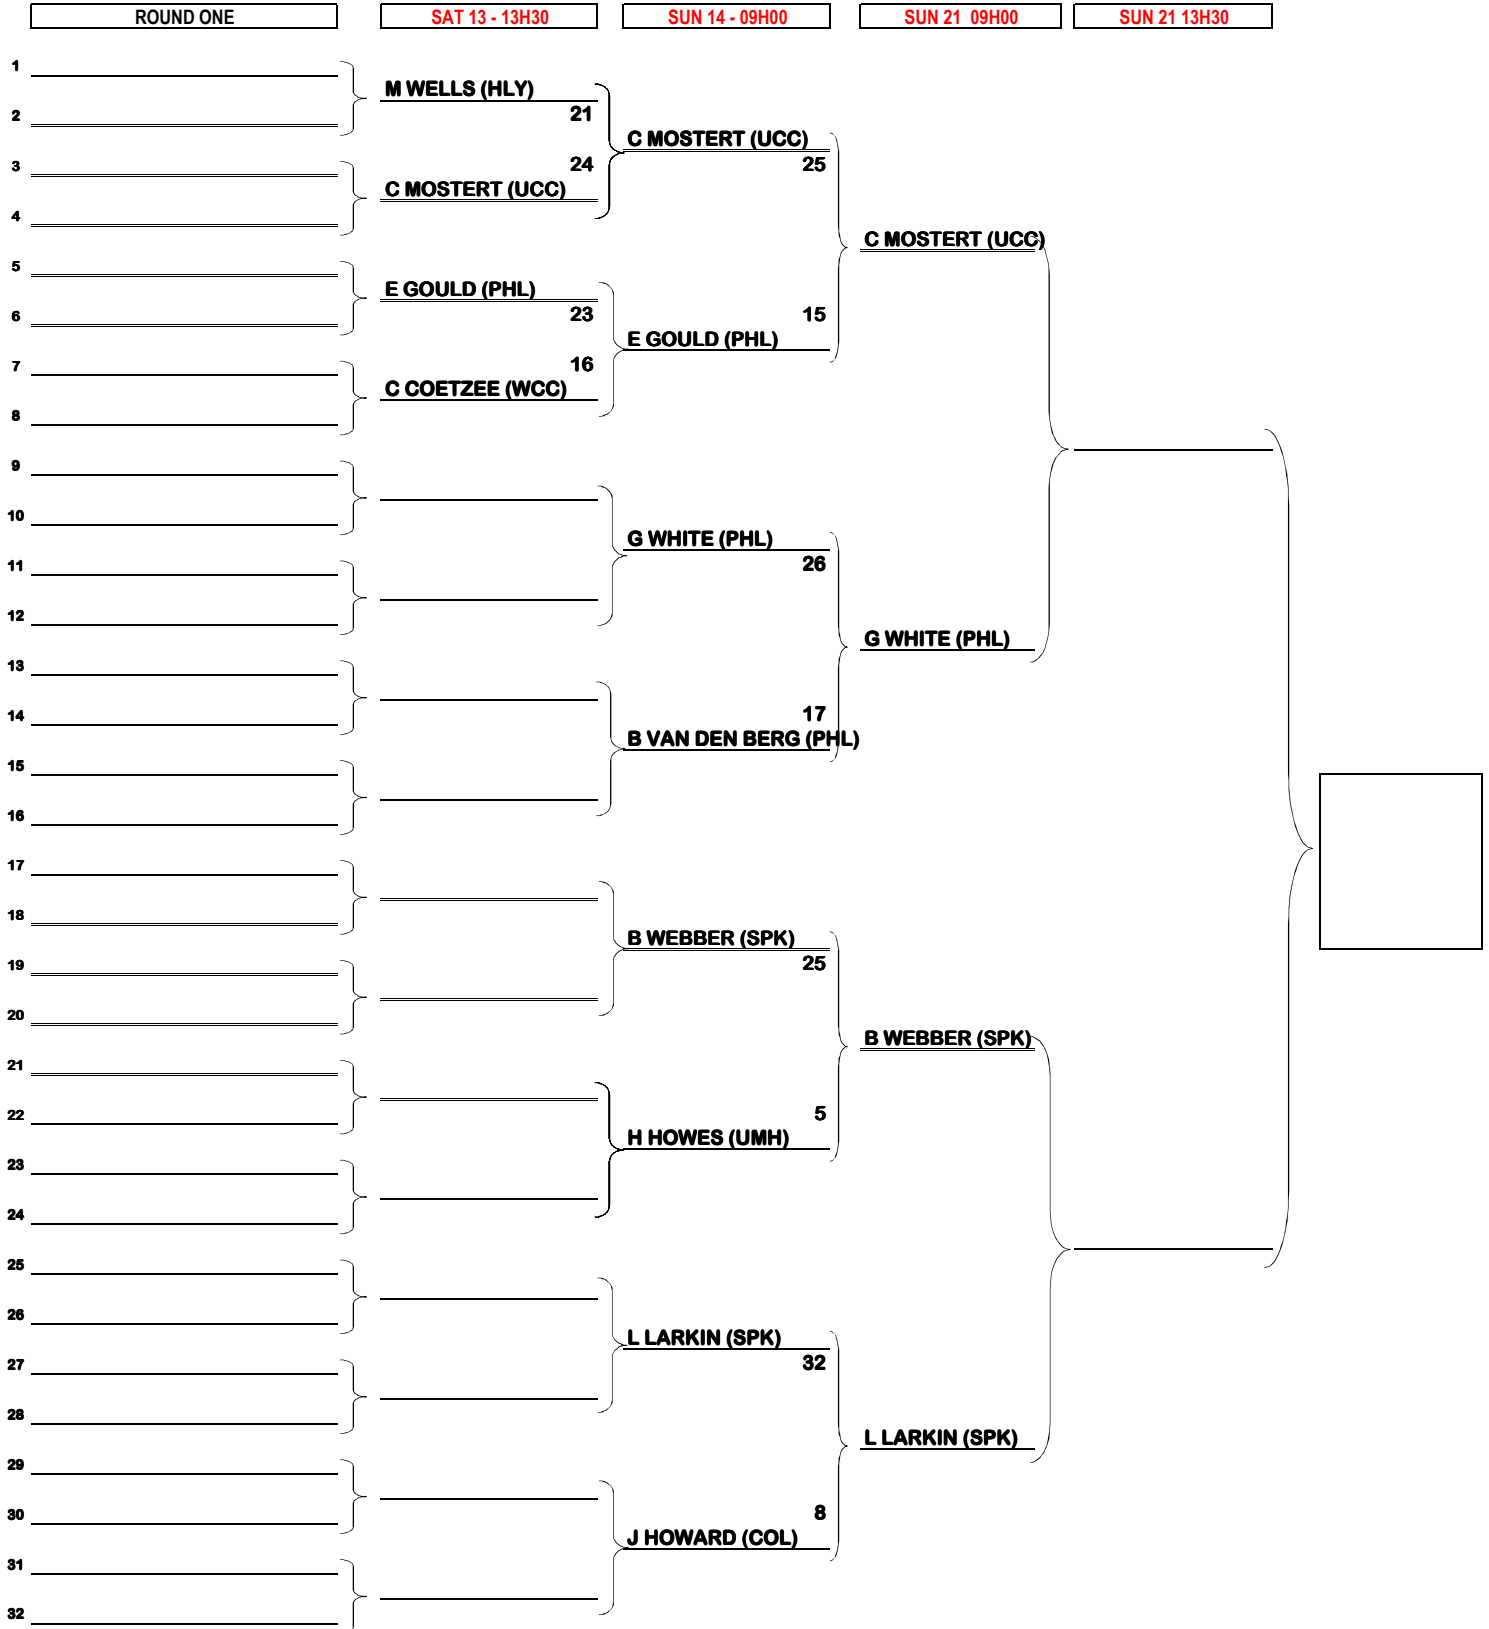 ROUND ONE
SAT 13 - 13H30
SUN 14 - 09H00
SUN 21  09H00
SUN 21 13H30
1
M WELLS (HLY)
2
21
C MOSTERT (UCC)
3
24
25
C MOSTERT (UCC)
4
C MOSTERT (UCC)
5
E GOULD (PHL)
6
23
15
E GOULD (PHL)
7
16
C COETZEE (WCC)
8
9
10
G WHITE (PHL)
11
26
12
G WHITE (PHL)
13
14
17
B VAN DEN BERG (PHL)
15
16
17
18
B WEBBER (SPK)
19
25
20
B WEBBER (SPK)
21
22
5
H HOWES (UMH)
23
24
25
26
L LARKIN (SPK)
27
32
28
L LARKIN (SPK)
29
30
8
J HOWARD (COL)
31
32